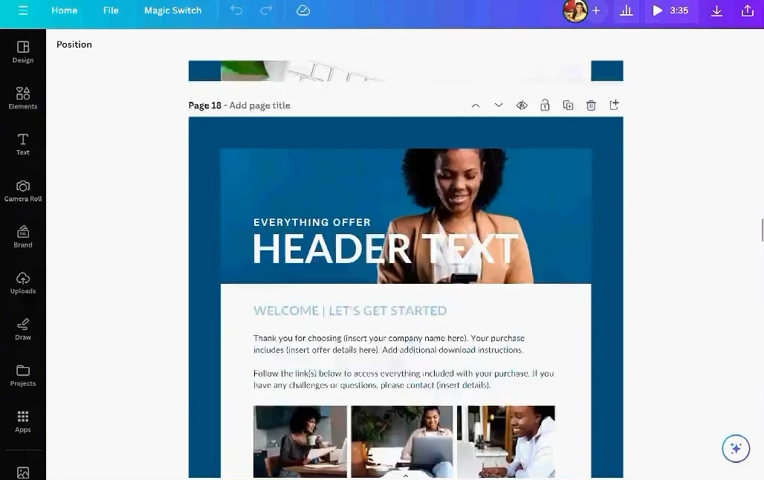 Home File Magic Switch 3:35
Position
Design
Elements
Text
Camera Roll
Brand
Uploads
Draw
Projects
Apps
Page 18 - Add page title
EVERYTHING OFFER
HEADER TEXT
WELCOME | LET'S GET STARTED
Thank you for choosing (insert your company name here). Your purchase
includes (insert offer details here). Add additional download instructions.
Follow the link(s) below to access everything included with your purchase. If you
have any challenges or questions, please contact (insert details).